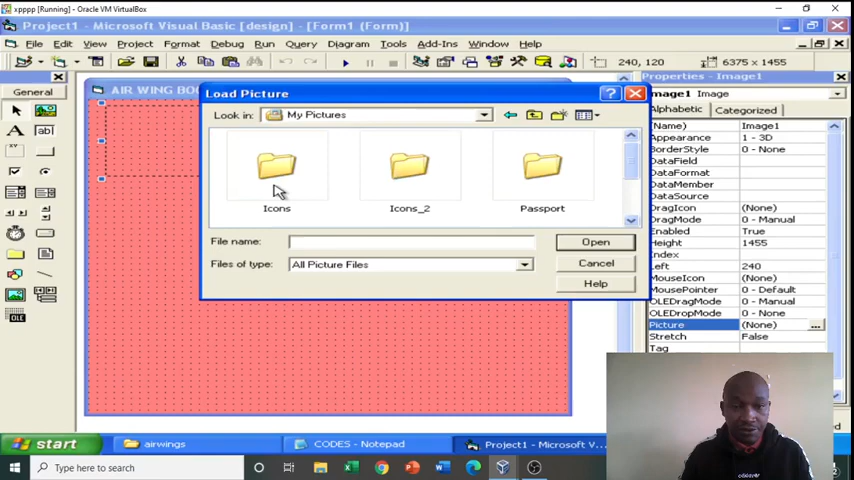 xpppp [Running] - Oracle VM VirtualBox
Project1 - Microsoft Visual Basic [design] - [Form1 (Form)]
File Edit View Project Format Debug Run Query Diagram Tools Add-Ins Window Help
240, 120 6375 x 1455
General
AIR WING BOO
Load Picture
Look in: My Pictures
Icons Icons_2 Passport
File name: Open
Files of type: All Picture Files Cancel
Help
Properties - Image1
Image1 Image
Alphabetic Categorized
(Name) Image1
Appearance 1 - 3D
BorderStyle 0 - None
DataField
DataFormat
DataMember
DataSource
DragIcon (None)
DragMode 0 - Manual
Enabled True
Height 1455
Index
Left 240
MouseIcon (None)
MousePointer 0 - Default
OLEDragMode 0 - Manual
OLEDropMode 0 - None
Picture (None) ...
Stretch False
Tag
start airwings CODES - Notepad Project1 - Microsoft V...
Type here to search